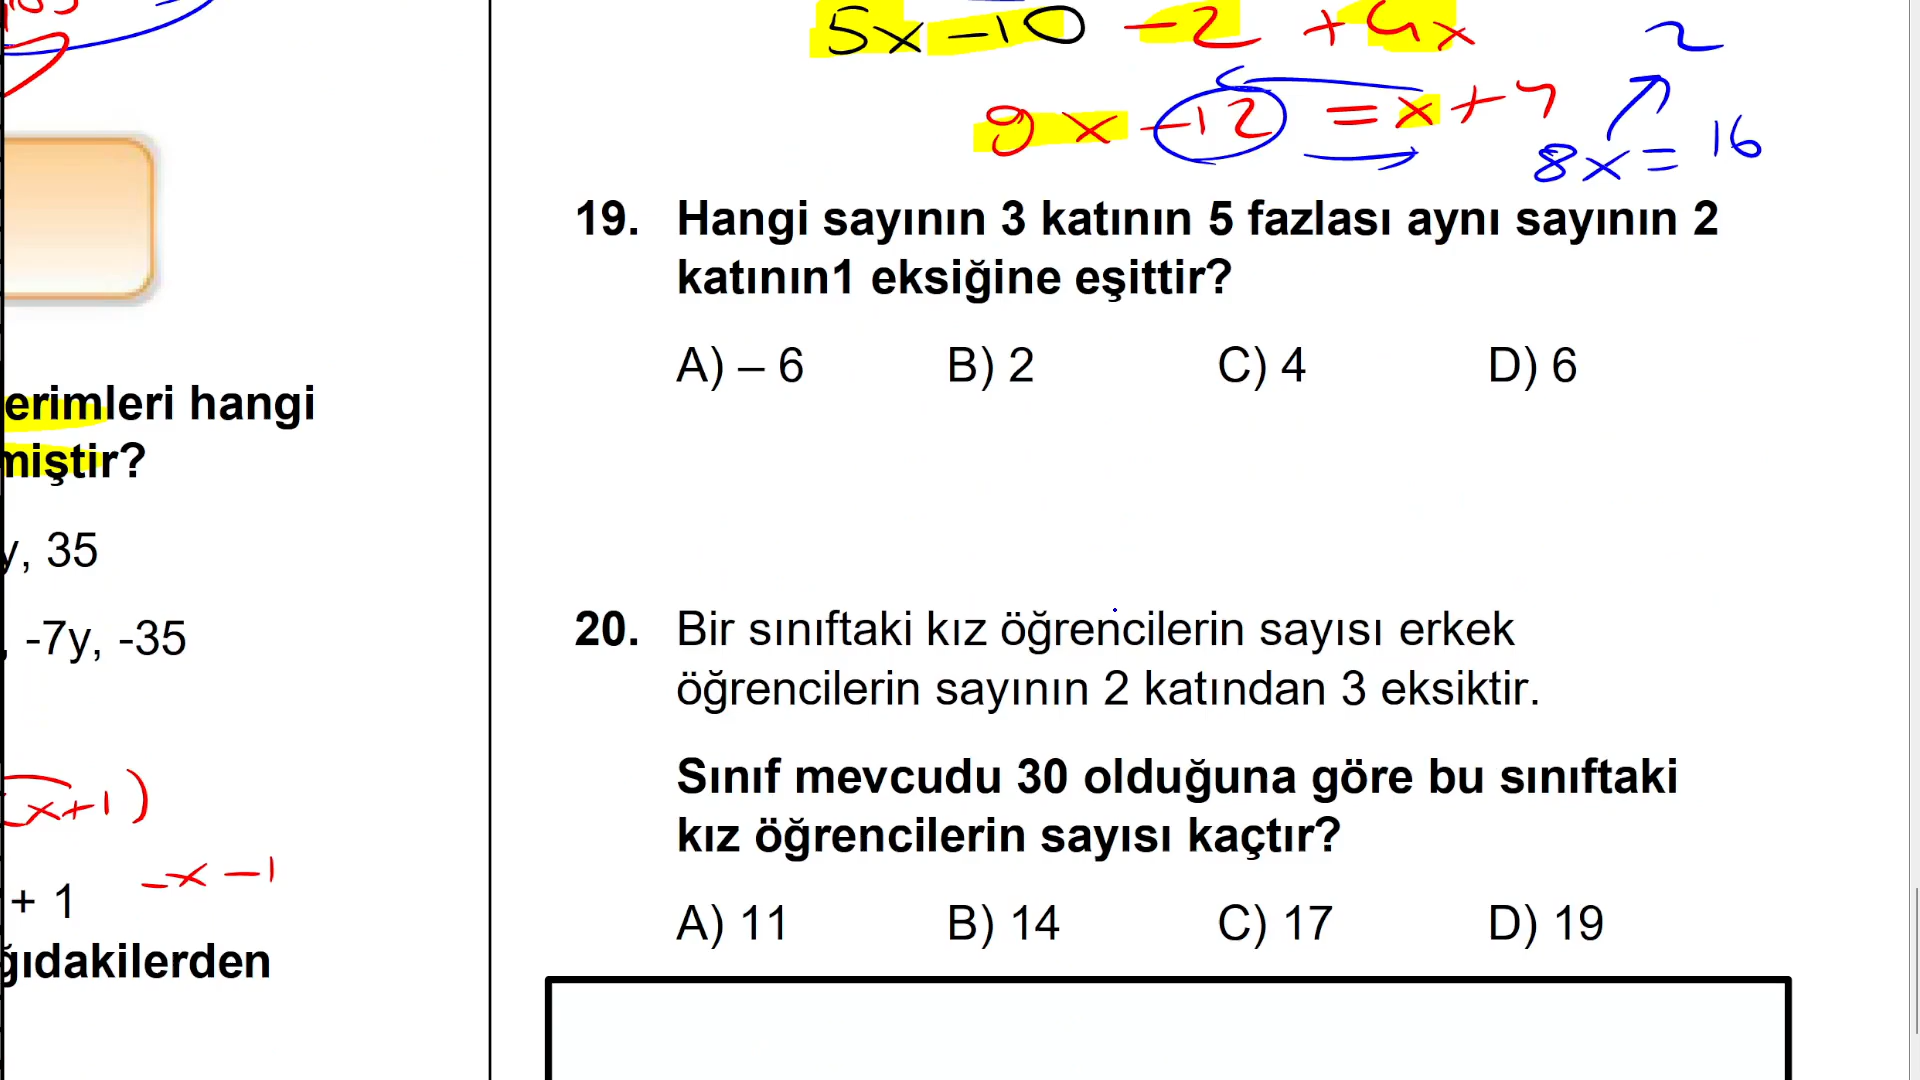 5x -10 -2 +4x
9x -12 = x+4
2
8x = 16
erimleri hangi
miştir?
y, 35
, -7y, -35
(x+1)
-x -1
+ 1
ğıdakilerden
19. Hangi sayının 3 katının 5 fazlası aynı sayının 2
katının1 eksiğine eşittir?
A) – 6 B) 2 C) 4 D) 6
20. Bir sınıftaki kız öğrencilerin sayısı erkek
öğrencilerin sayının 2 katından 3 eksiktir.
Sınıf mevcudu 30 olduğuna göre bu sınıftaki
kız öğrencilerin sayısı kaçtır?
A) 11 B) 14 C) 17 D) 19